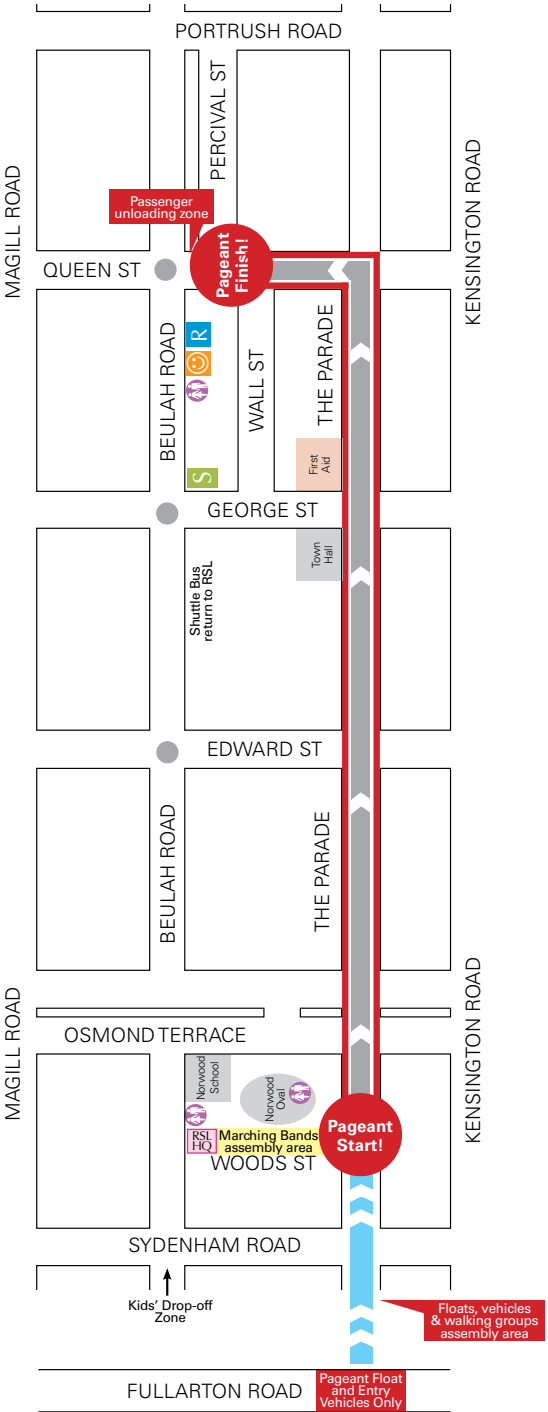 PORTRUSH ROAD
PERCIVAL ST
MAGILL ROAD
KENSINGTON ROAD
Passenger
unloading zone
Pageant
Finish!
QUEEN ST
BEULAH ROAD
R
WALL ST
THE PARADE
First
Aid
S
GEORGE ST
Town
Hall
Shuttle Bus
return to RSL
EDWARD ST
BEULAH ROAD
THE PARADE
MAGILL ROAD
KENSINGTON ROAD
OSMOND TERRACE
Norwood
School
Norwood
Oval
RSL
HQ
Marching Bands
assembly area
Pageant
Start!
WOODS ST
SYDENHAM ROAD
Kids' Drop-off
Zone
Floats, vehicles
& walking groups
assembly area
FULLARTON ROAD
Pageant Float
and Entry
Vehicles Only